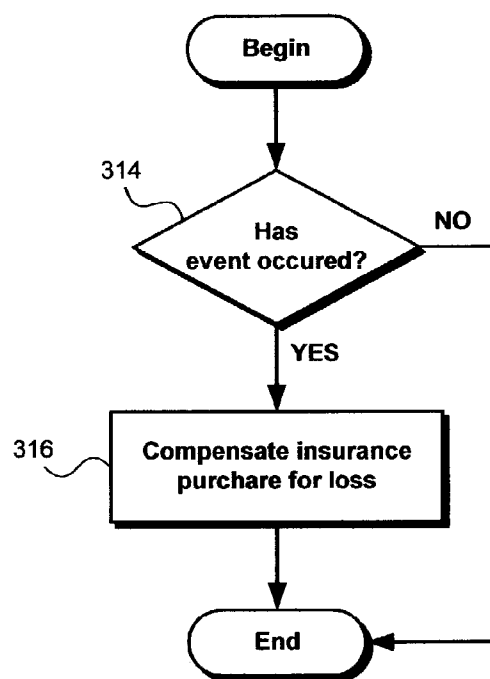 Begin
314
Has
event occured?
NO
YES
316
Compensate insurance
purchare for loss
End